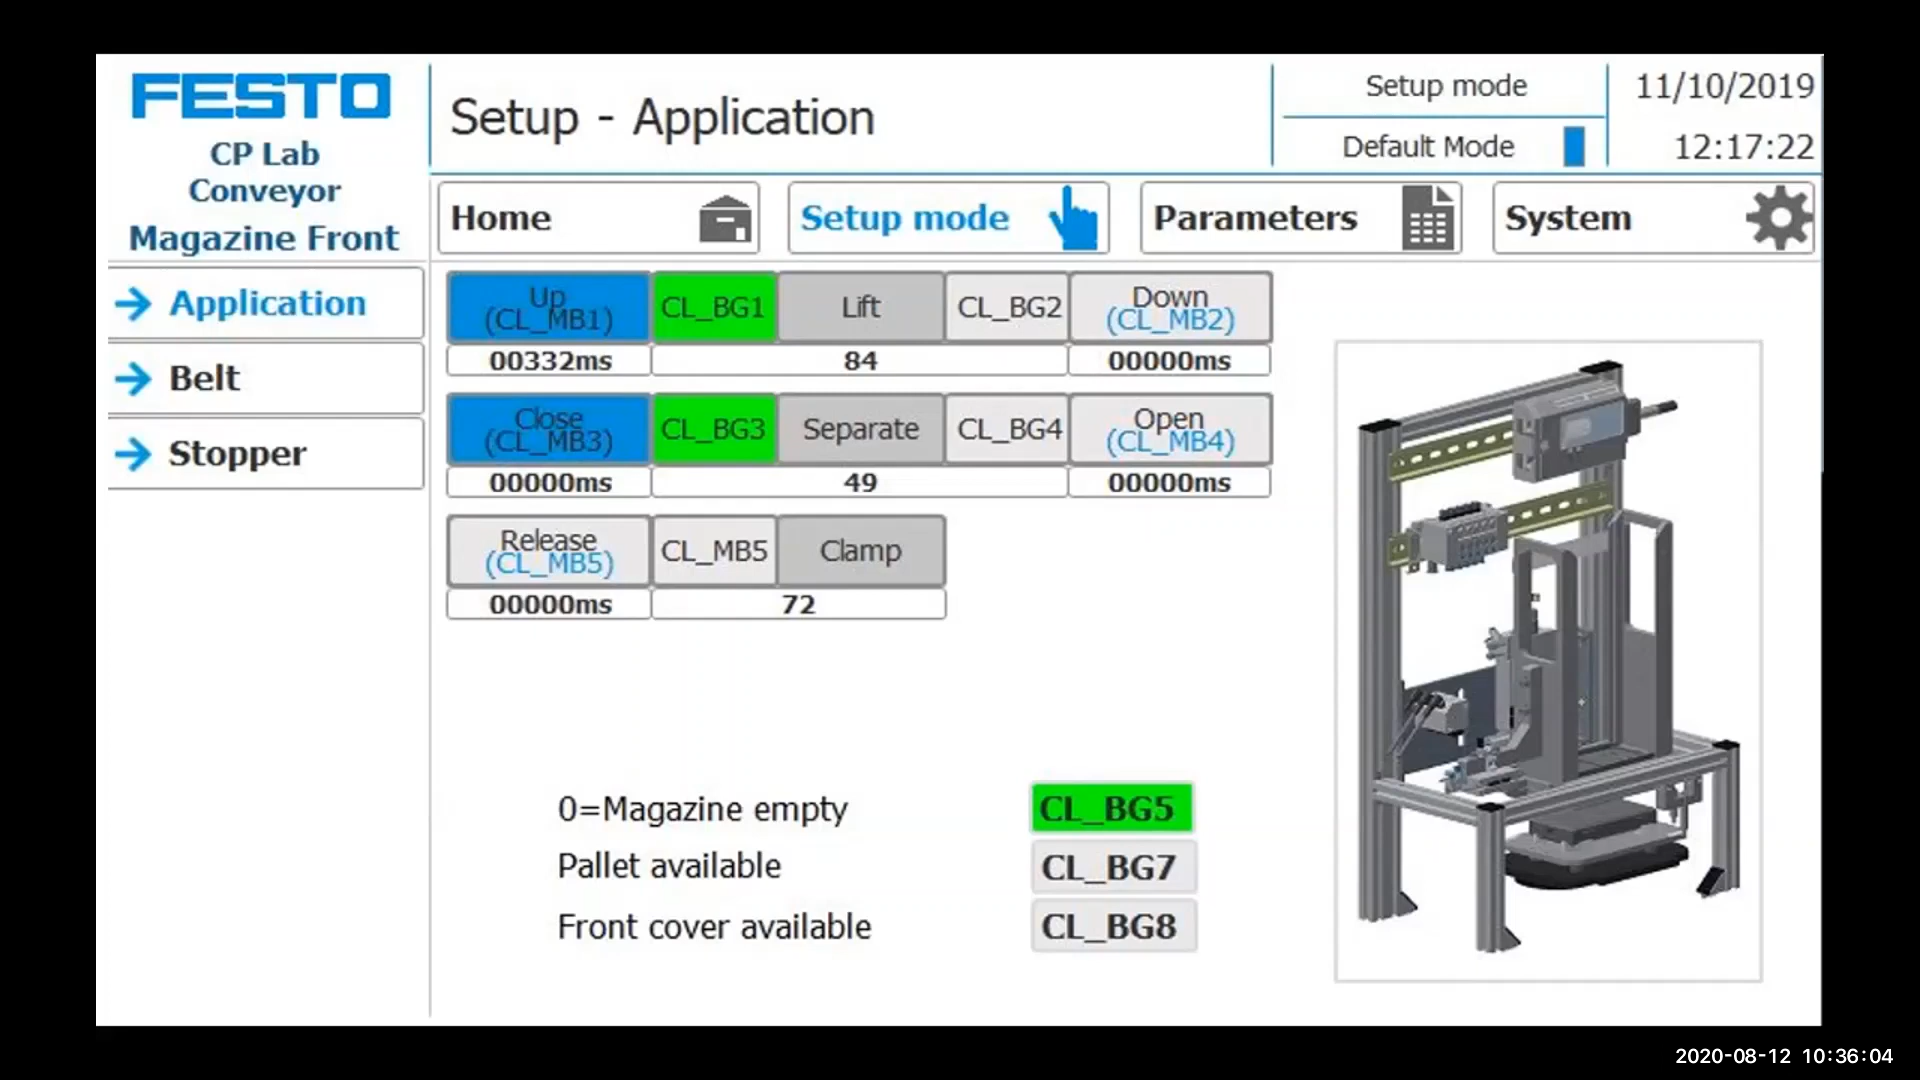 FESTO
CP Lab
Conveyor
Magazine Front
Setup - Application
Setup mode
Default Mode
11/10/2019
12:17:22
Home
Setup mode
Parameters
System
Application
Belt
Stopper
Up
(CL_MB1)
CL_BG1
Lift
CL_BG2
Down
(CL_MB2)
00332ms
84
00000ms
Close
(CL_MB3)
CL_BG3
Separate
CL_BG4
Open
(CL_MB4)
00000ms
49
00000ms
Release
(CL_MB5)
CL_MB5
Clamp
00000ms
72
0=Magazine empty
CL_BG5
Pallet available
CL_BG7
Front cover available
CL_BG8
2020-08-12 10:36:04